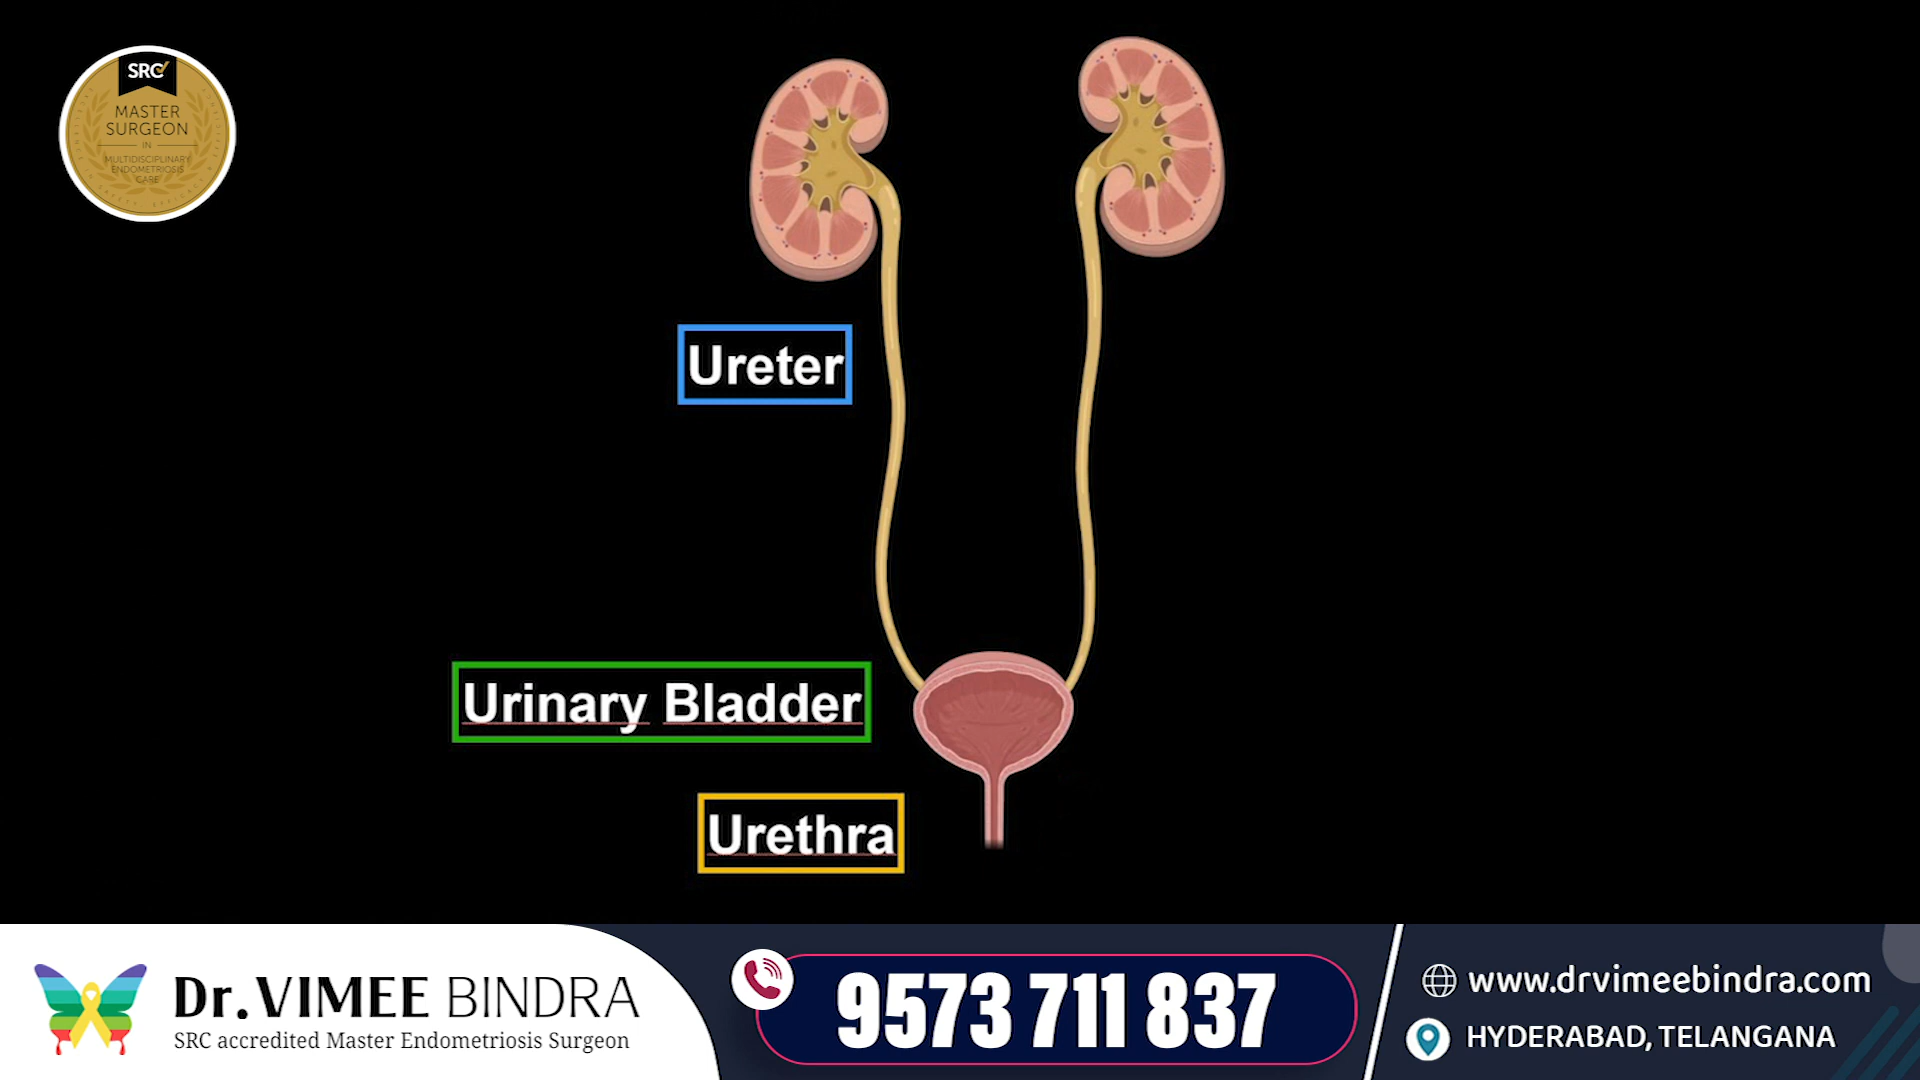 SRC
MASTER
SURGEON
IN
MULTIDISCIPLINARY
ENDOMETRIOSIS
CARE
Ureter
Urinary Bladder
Urethra
Dr.VIMEE BINDRA
SRC accredited Master Endometriosis Surgeon
9573 711 837
www.drvimeebindra.com
HYDERABAD, TELANGANA